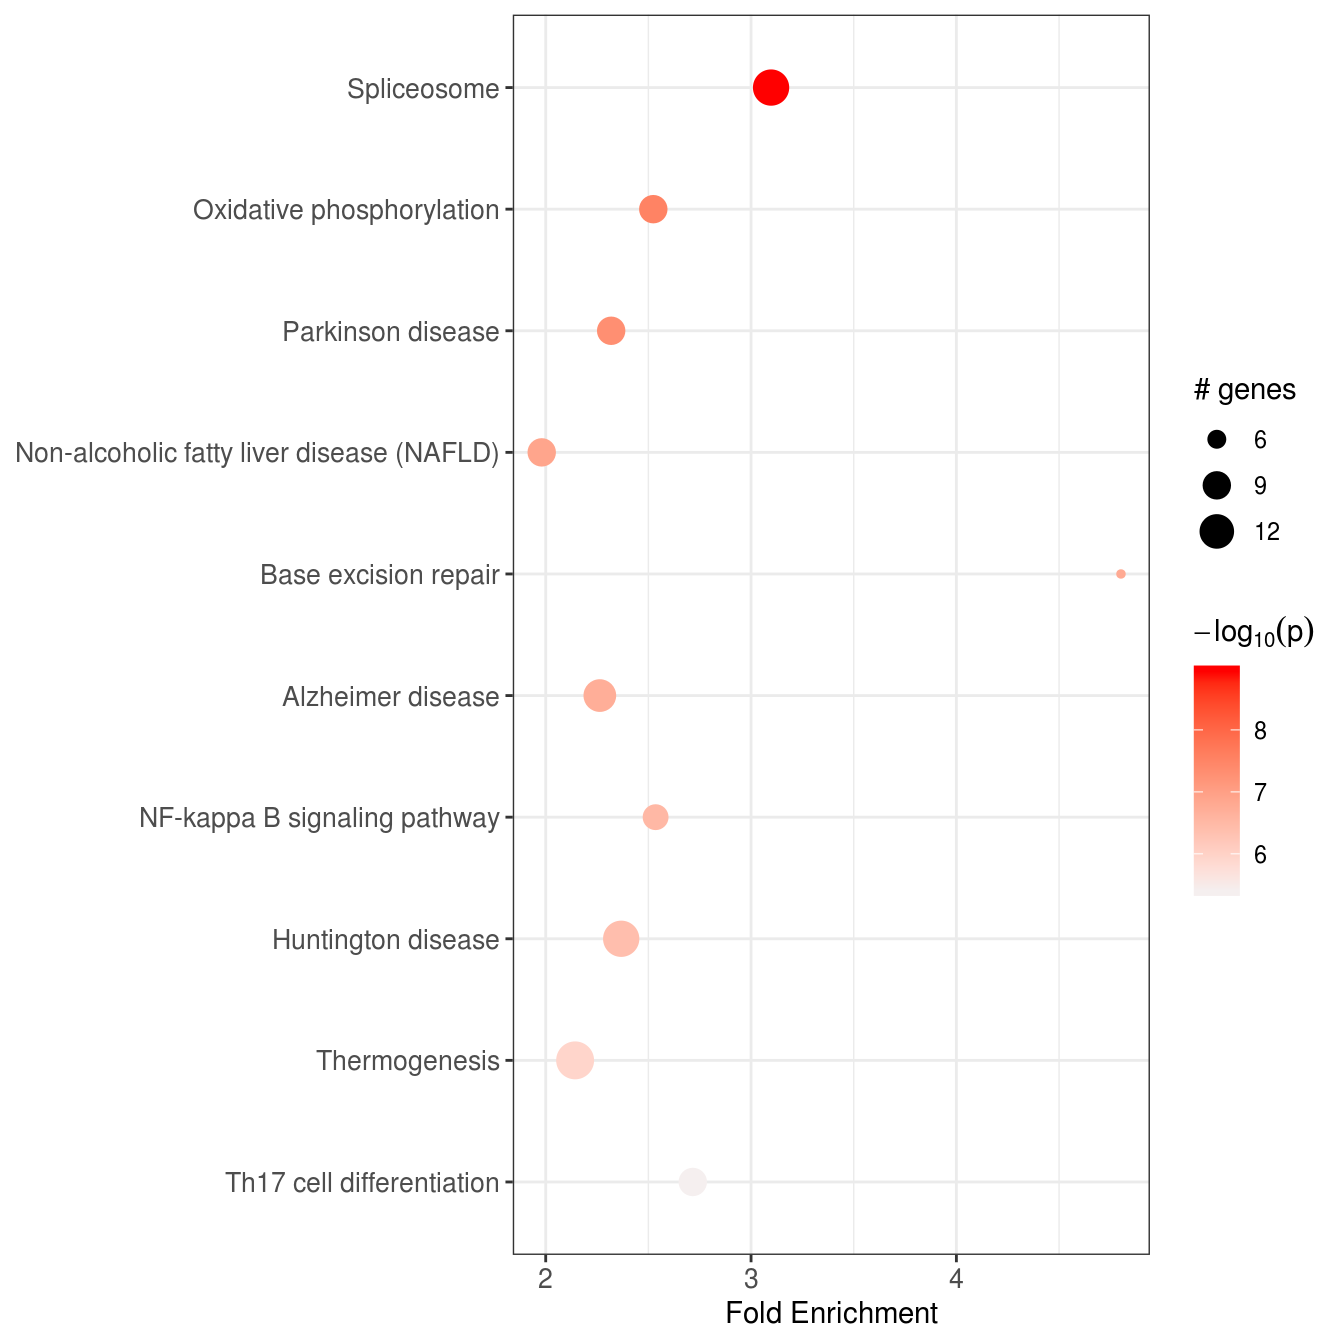 Spliceosome
Oxidative phosphorylation
Parkinson disease
Non-alcoholic fatty liver disease (NAFLD)
Base excision repair
Alzheimer disease
NF-kappa B signaling pathway
Huntington disease
Thermogenesis
Th17 cell differentiation
2 3 4
Fold Enrichment
# genes
6
9
12
−log₁₀(p)
8
7
6